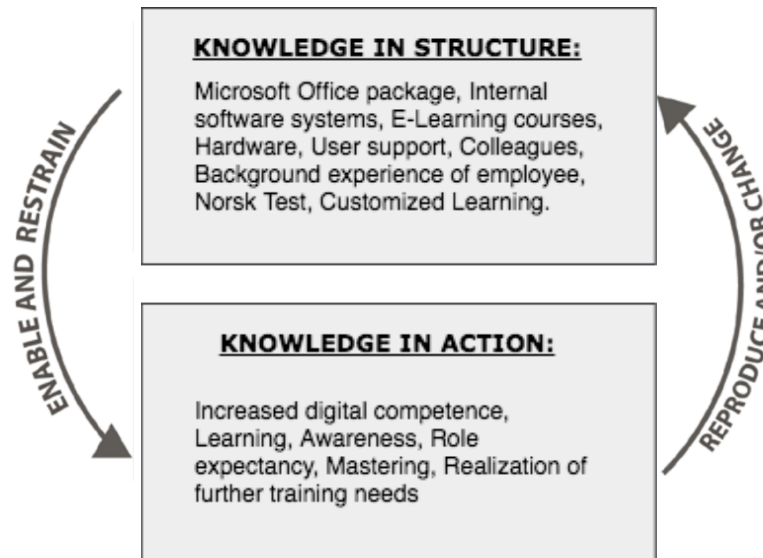 KNOWLEDGE IN STRUCTURE:
Microsoft Office package, Internal
software systems, E-Learning courses,
Hardware, User support, Colleagues,
Background experience of employee,
Norsk Test, Customized Learning.
ENABLE AND RESTRAIN
REPRODUCE AND/OR CHANGE
KNOWLEDGE IN ACTION:
Increased digital competence,
Learning, Awareness, Role
expectancy, Mastering, Realization of
further training needs